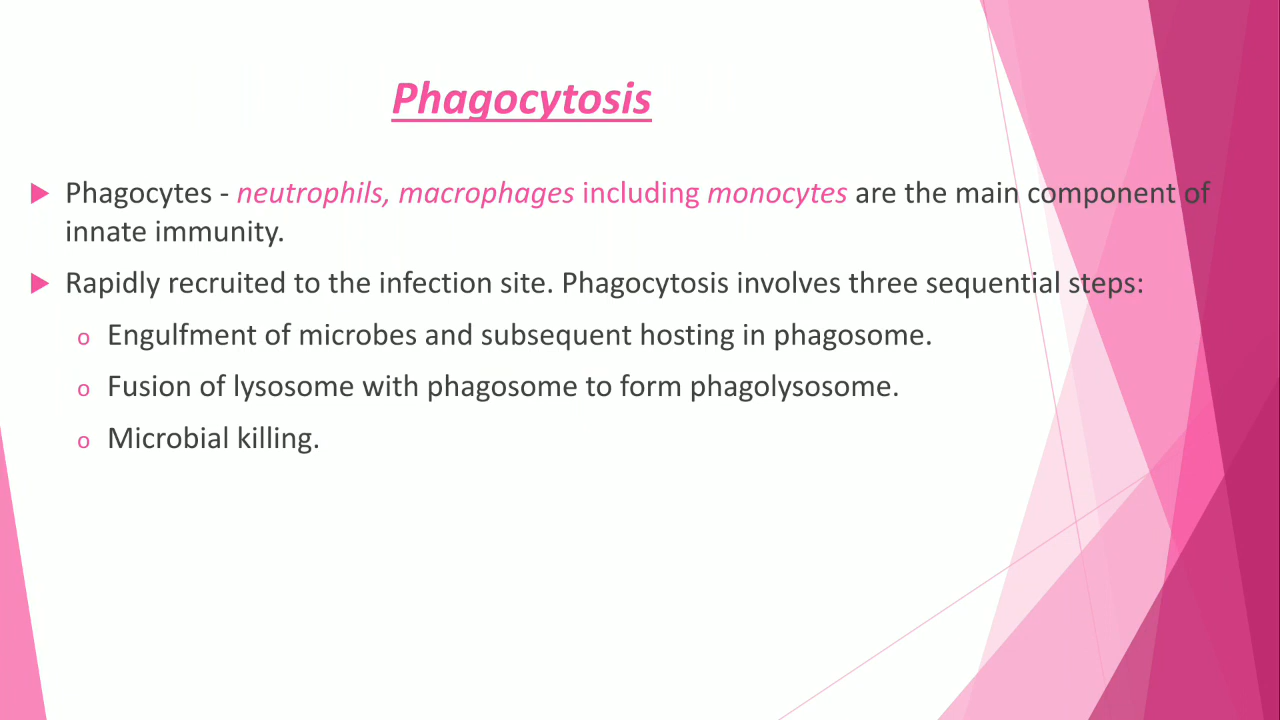 Phagocytosis
Phagocytes - neutrophils, macrophages including monocytes are the main component of
innate immunity.
Rapidly recruited to the infection site. Phagocytosis involves three sequential steps:
o Engulfment of microbes and subsequent hosting in phagosome.
o Fusion of lysosome with phagosome to form phagolysosome.
o Microbial killing.